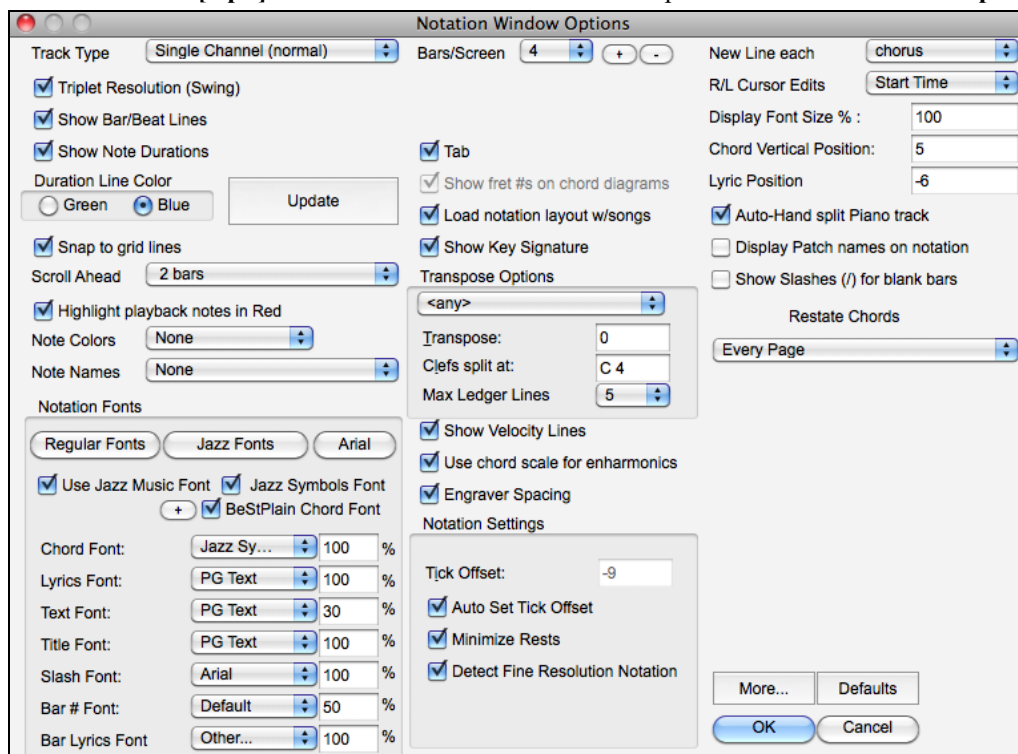 Notation Window Options
Track Type Single Channel (normal)
Triplet Resolution (Swing)
Show Bar/Beat Lines
Show Note Durations
Duration Line Color
Green Blue Update
Snap to grid lines
Scroll Ahead 2 bars
Highlight playback notes in Red
Note Colors None
Note Names None
Notation Fonts
Regular Fonts Jazz Fonts Arial
Use Jazz Music Font Jazz Symbols Font
+ BeStPlain Chord Font
Chord Font: Jazz Sy... 100 %
Lyrics Font: PG Text 100 %
Text Font: PG Text 30 %
Title Font: PG Text 100 %
Slash Font: Arial 100 %
Bar # Font: Default 50 %
Bar Lyrics Font Other... 100 %
Bars/Screen 4 + -
Tab
Show fret #s on chord diagrams
Load notation layout w/songs
Show Key Signature
Transpose Options
<any>
Transpose: 0
Clefs split at: C 4
Max Ledger Lines 5
Show Velocity Lines
Use chord scale for enharmonics
Engraver Spacing
Notation Settings
Tick Offset: -9
Auto Set Tick Offset
Minimize Rests
Detect Fine Resolution Notation
New Line each chorus
R/L Cursor Edits Start Time
Display Font Size % : 100
Chord Vertical Position: 5
Lyric Position -6
Auto-Hand split Piano track
Display Patch names on notation
Show Slashes (/) for blank bars
Restate Chords
Every Page
More... Defaults
OK Cancel